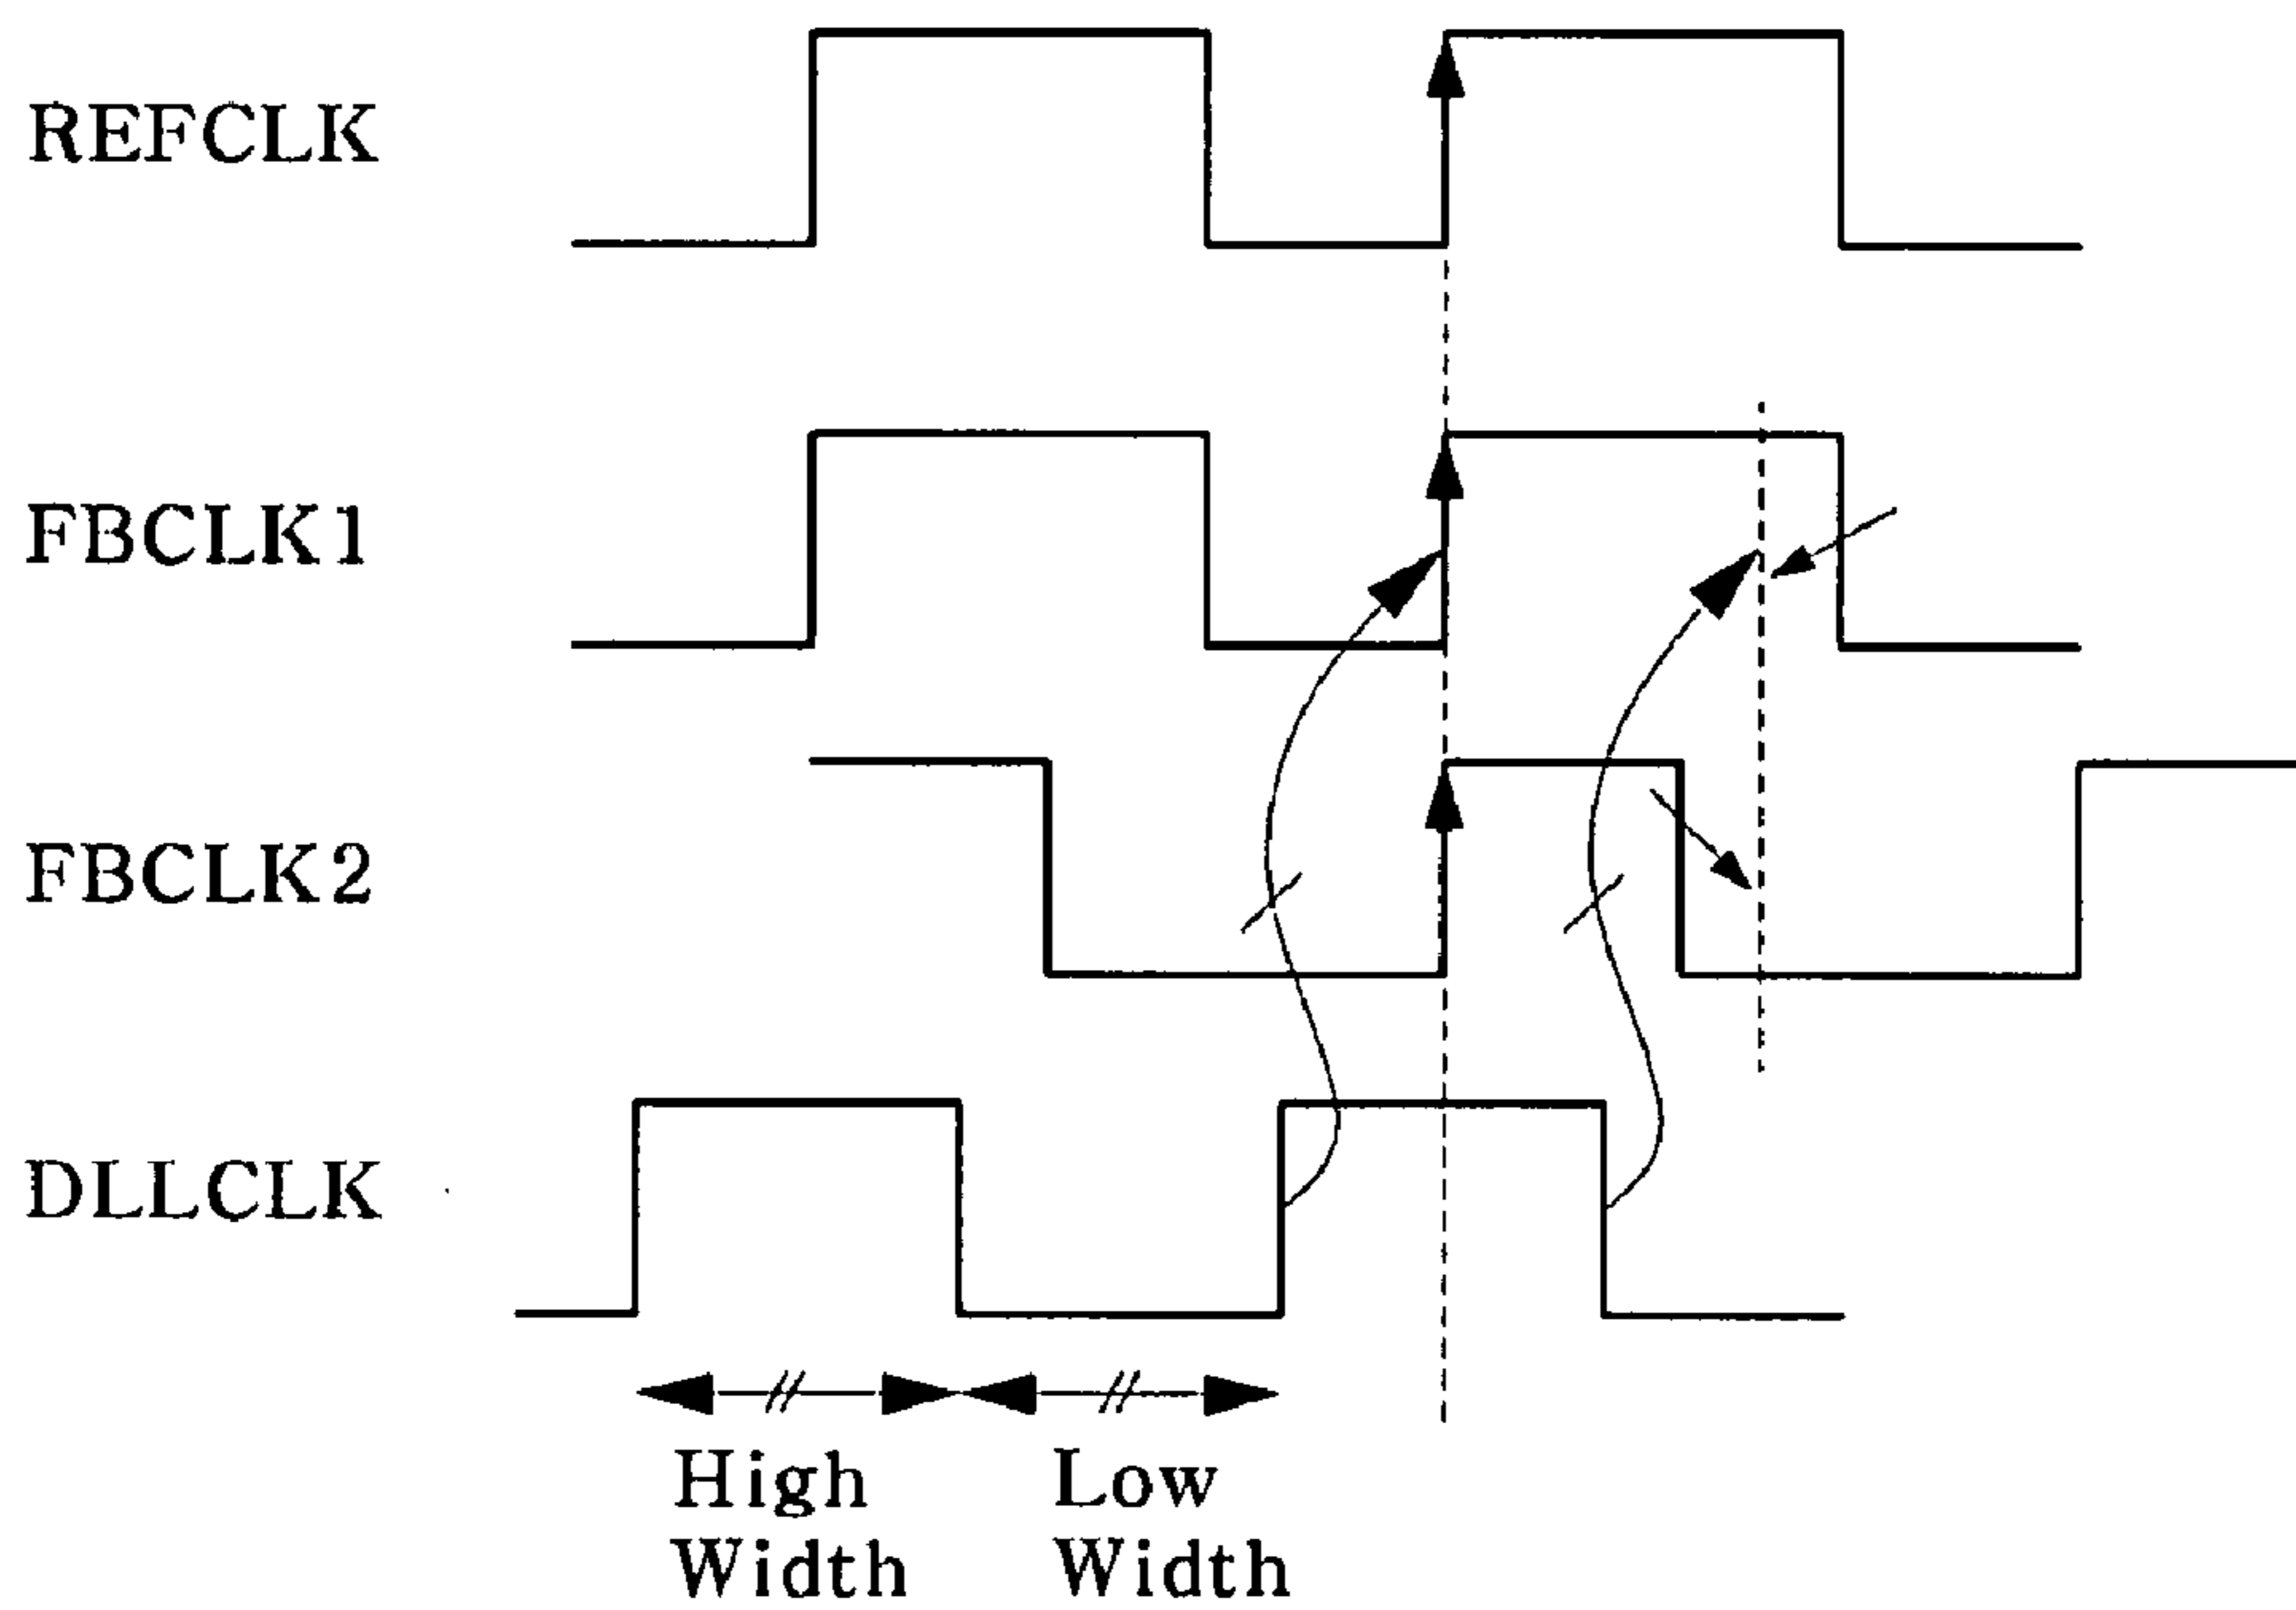 REFCLK
FBCLK1
FBCLK2
DLLCLK
High Width
Low Width